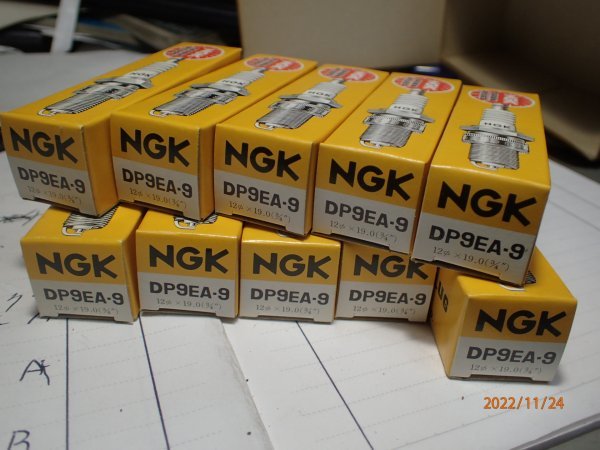 NGK
DP9EA-9
12φ × 19.0(¾")
NGK
DP9EA-9
12φ × 19.0(¾")
NGK
DP9EA-9
12φ × 19.0(¾")
NGK
DP9EA-9
12φ × 19.0(¾")
NGK
NGK
DP9EA-9
12φ × 19.0(¾")
NGK
DP9EA-9
12φ × 19.0(¾")
NGK
DP9EA-9
12φ × 19.0(¾")
NGK
DP9EA-9
12φ × 19.0(¾")
NGK
DP9EA-9
12φ × 19.0(¾")
NGK
DP9EA-9
12φ × 19.0(¾")
A
B
2022/11/24